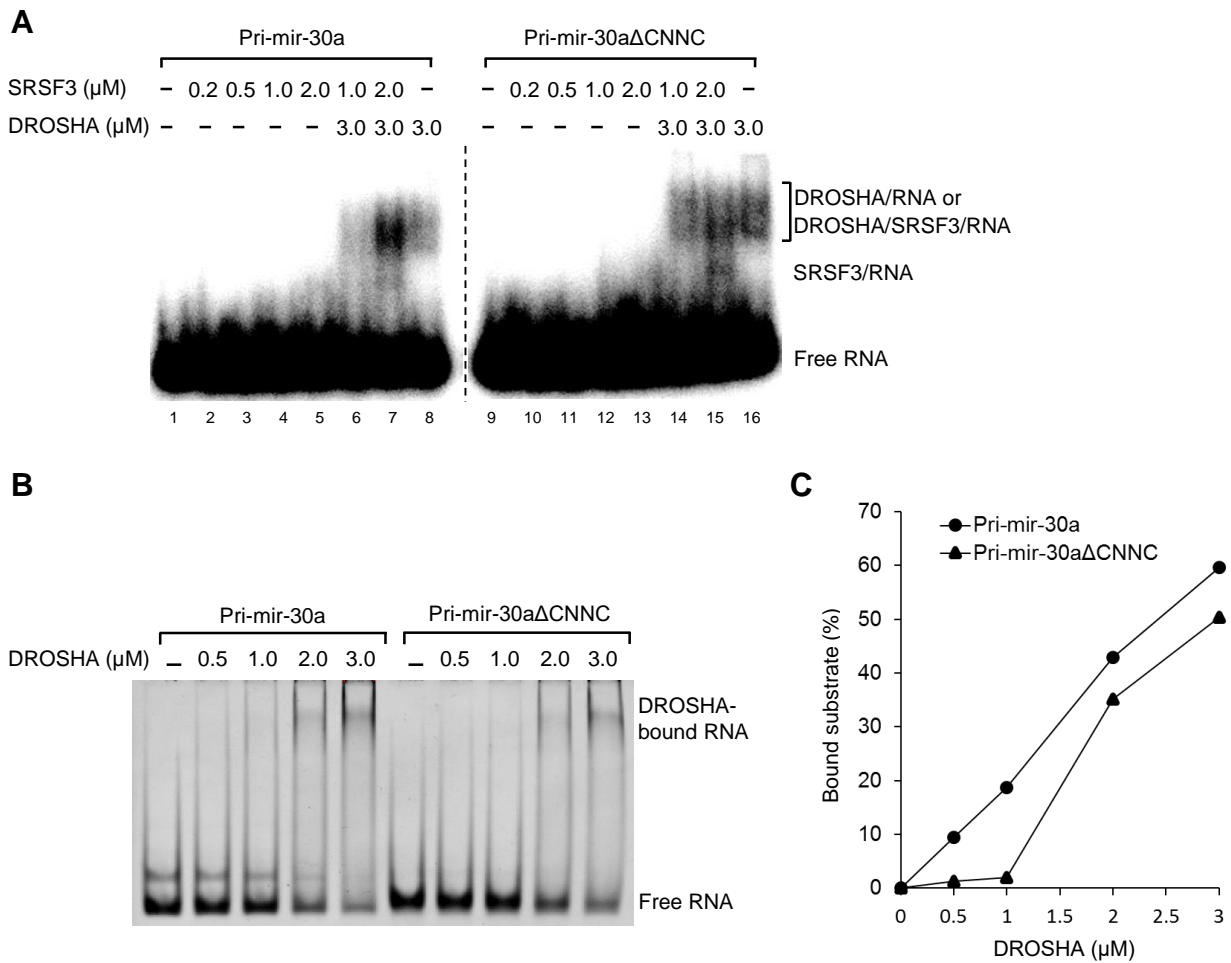 A
Pri-mir-30a Pri-mir-30aΔCNNC
SRSF3 (µM) – 0.2 0.5 1.0 2.0 1.0 2.0 – – 0.2 0.5 1.0 2.0 1.0 2.0 –
DROSHA (µM) – – – – – 3.0 3.0 3.0 – – – – – 3.0 3.0 3.0
DROSHA/RNA or
DROSHA/SRSF3/RNA
SRSF3/RNA
Free RNA
1 2 3 4 5 6 7 8 9 10 11 12 13 14 15 16
B
Pri-mir-30a Pri-mir-30aΔCNNC
DROSHA (µM) – 0.5 1.0 2.0 3.0 – 0.5 1.0 2.0 3.0
DROSHA-
bound RNA
Free RNA
C
Pri-mir-30a
Pri-mir-30aΔCNNC
Bound substrate (%)
70
60
50
40
30
20
10
0
0 0.5 1 1.5 2 2.5 3
DROSHA (µM)